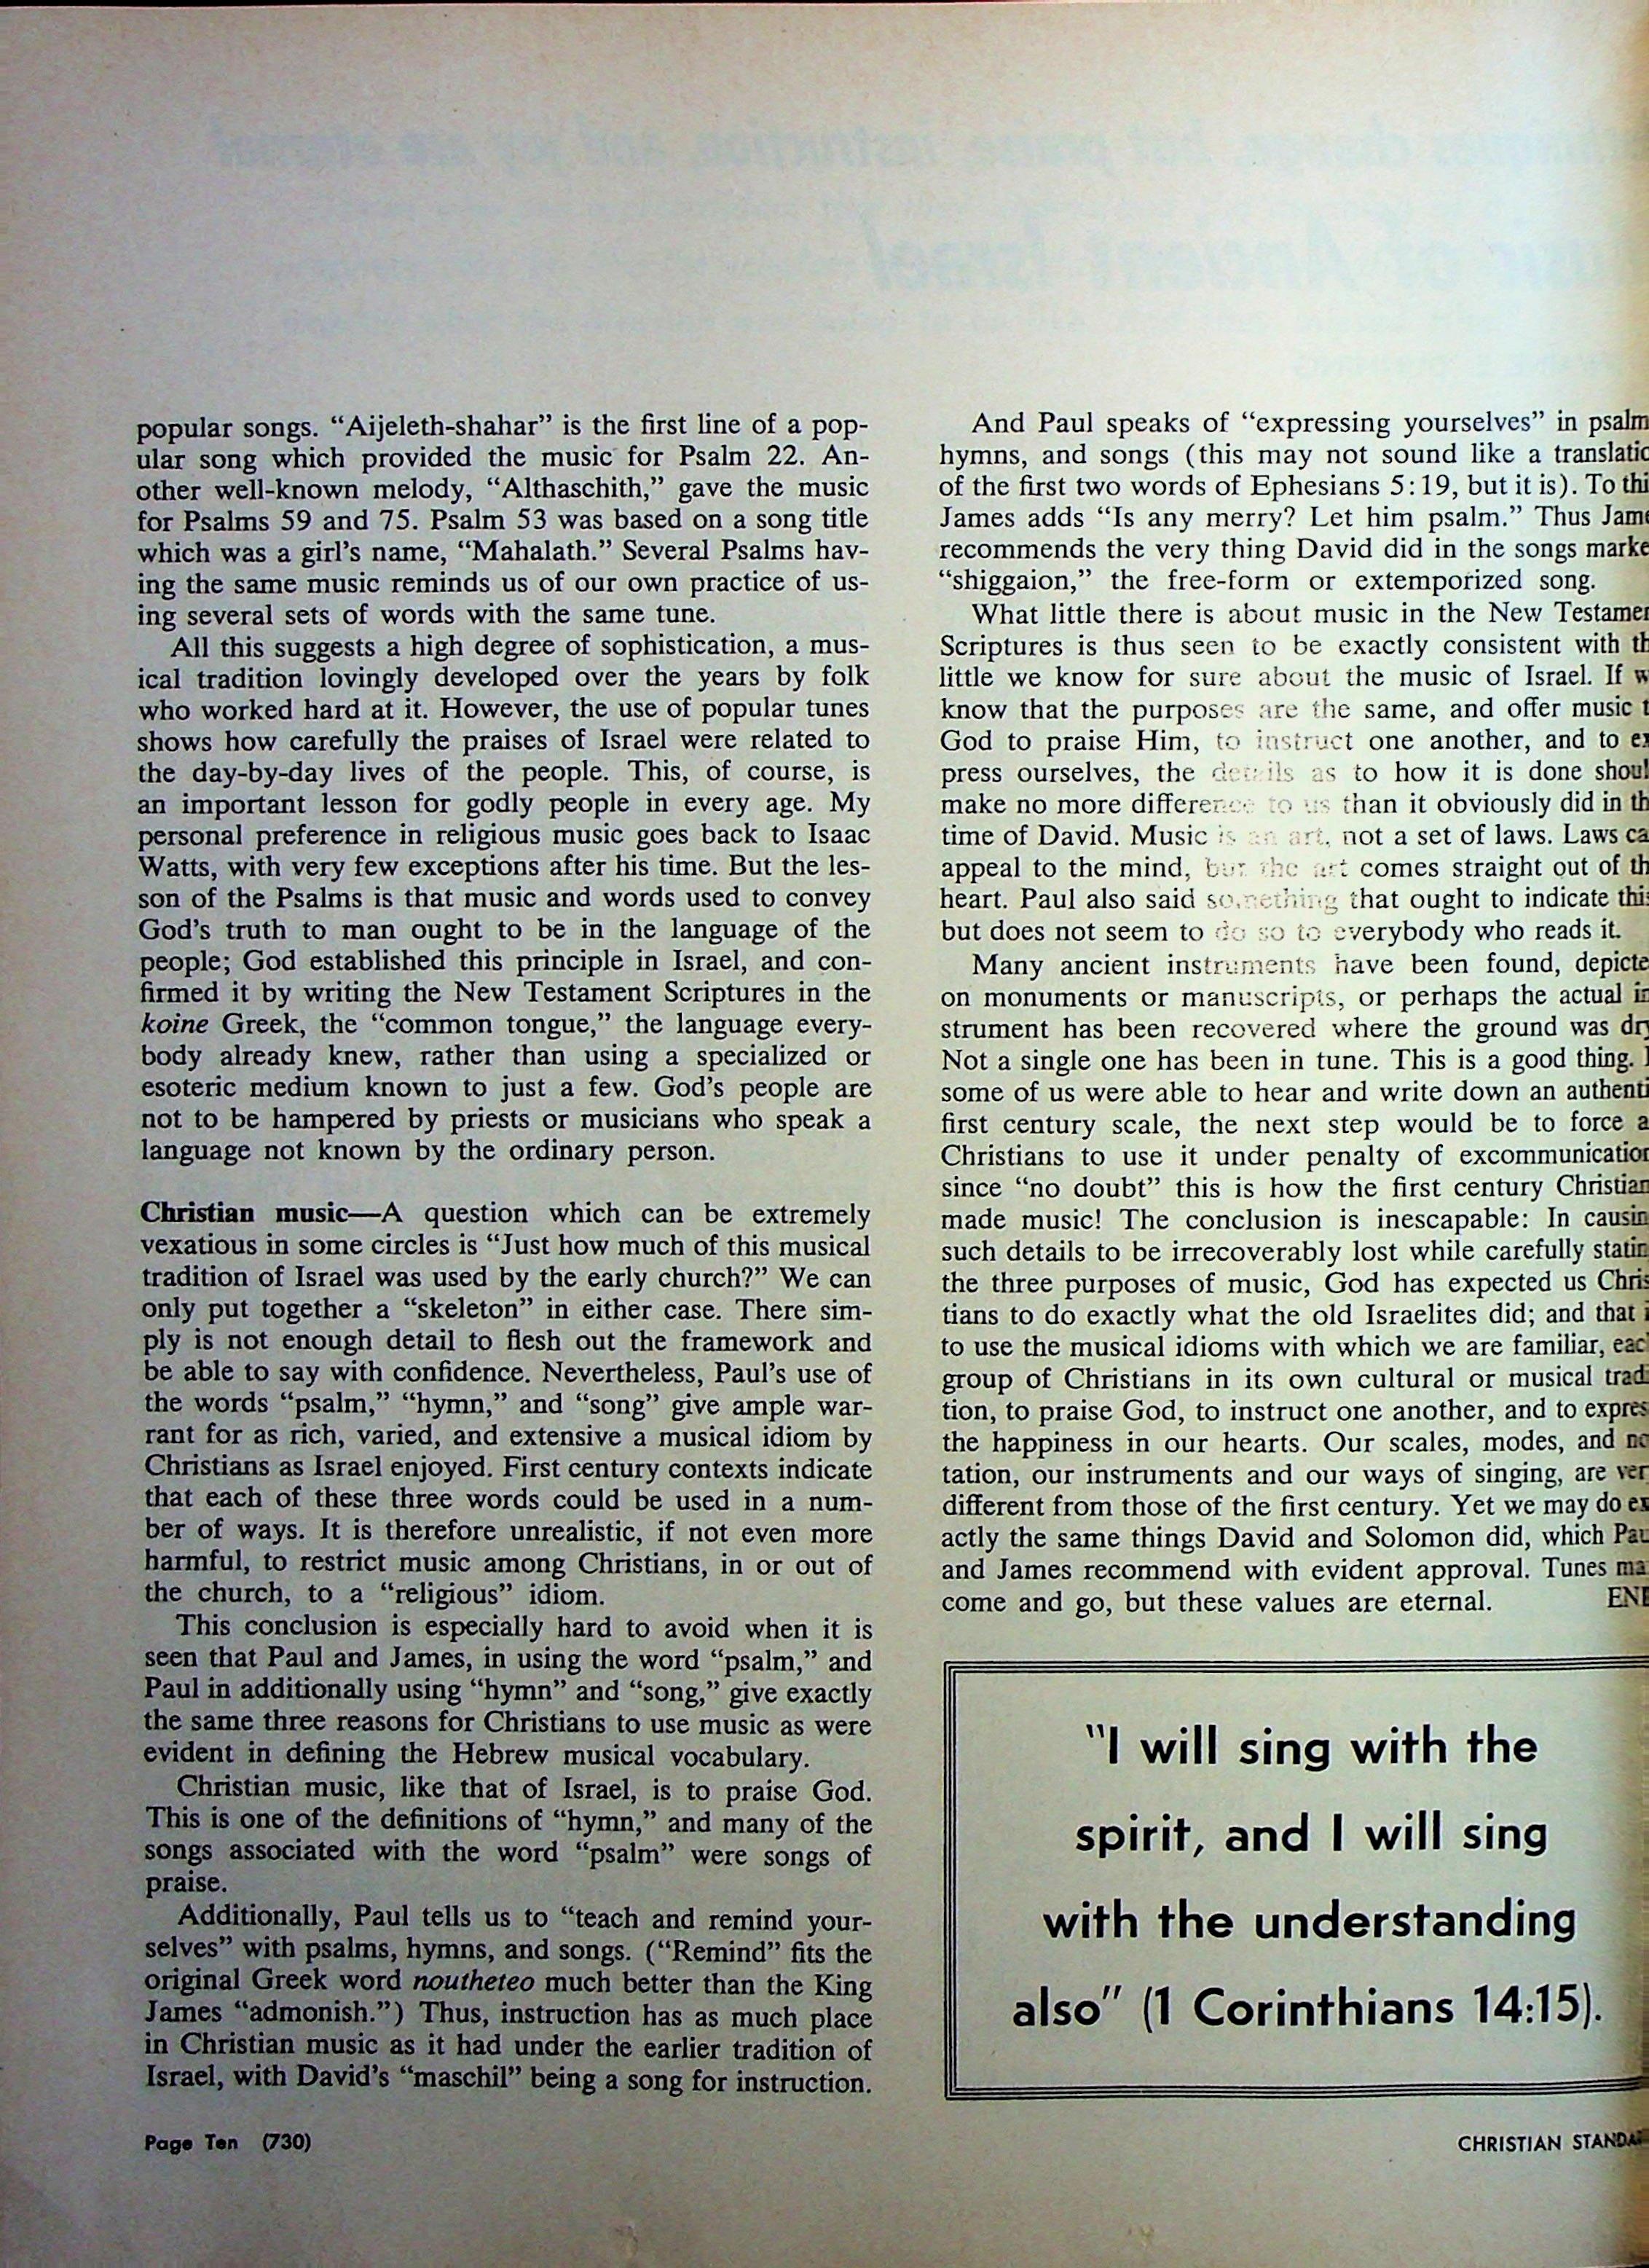 popular songs. “Aijeleth-shahar” is the first line of a pop-
ular song which provided the music for Psalm 22. An-
other well-known melody, “Althaschith,” gave the music
for Psalms 59 and 75. Psalm 53 was based on a song title
which was a girl’s name, “Mahalath.” Several Psalms hav-
ing the same music reminds us of our own practice of us-
ing several sets of words with the same tune.
All this suggests a high degree of sophistication, a mus-
ical tradition lovingly developed over the years by folk
who worked hard at it. However, the use of popular tunes
shows how carefully the praises of Israel were related to
the day-by-day lives of the people. This, of course, is
an important lesson for godly people in every age. My
personal preference in religious music goes back to Isaac
Watts, with very few exceptions after his time. But the les-
son of the Psalms is that music and words used to convey
God’s truth to man ought to be in the language of the
people; God established this principle in Israel, and con-
firmed it by writing the New Testament Scriptures in the
koine Greek, the “common tongue,” the language every-
body already knew, rather than using a specialized or
esoteric medium known to just a few. God’s people are
not to be hampered by priests or musicians who speak a
language not known by the ordinary person.
Christian music—A question which can be extremely
vexatious in some circles is “Just how much of this musical
tradition of Israel was used by the early church?” We can
only put together a “skeleton” in either case. There sim-
ply is not enough detail to flesh out the framework and
be able to say with confidence. Nevertheless, Paul’s use of
the words “psalm,” “hymn,” and “song” give ample war-
rant for as rich, varied, and extensive a musical idiom by
Christians as Israel enjoyed. First century contexts indicate
that each of these three words could be used in a num-
ber of ways. It is therefore unrealistic, if not even more
harmful, to restrict music among Christians, in or out of
the church, to a “religious” idiom.
This conclusion is especially hard to avoid when it is
seen that Paul and James, in using the word “psalm,” and
Paul in additionally using “hymn” and “song,” give exactly
the same three reasons for Christians to use music as were
evident in defining the Hebrew musical vocabulary.
Christian music, like that of Israel, is to praise God.
This is one of the definitions of “hymn,” and many of the
songs associated with the word “psalm” were songs of
praise.
Additionally, Paul tells us to “teach and remind your-
selves” with psalms, hymns, and songs. (“Remind” fits the
original Greek word noutheteo much better than the King
James “admonish.”) Thus, instruction has as much place
in Christian music as it had under the earlier tradition of
Israel, with David’s “maschil” being a song for instruction.
And Paul speaks of “expressing yourselves” in psalm
hymns, and songs (this may not sound like a translatio
of the first two words of Ephesians 5:19, but it is). To thi
James adds “Is any merry? Let him psalm.” Thus Jame
recommends the very thing David did in the songs marke
“shiggaion,” the free-form or extemporized song.
What little there is about music in the New Testamen
Scriptures is thus seen to be exactly consistent with th
little we know for sure about the music of Israel. If w
know that the purposes are the same, and offer music t
God to praise Him, to instruct one another, and to ex
press ourselves, the details as to how it is done shoul
make no more difference to us than it obviously did in th
time of David. Music is an art, not a set of laws. Laws ca
appeal to the mind, but the art comes straight out of th
heart. Paul also said something that ought to indicate this
but does not seem to do so to everybody who reads it.
Many ancient instruments have been found, depicte
on monuments or manuscripts, or perhaps the actual in
strument has been recovered where the ground was dry
Not a single one has been in tune. This is a good thing. I
some of us were able to hear and write down an authenti
first century scale, the next step would be to force a
Christians to use it under penalty of excommunication
since “no doubt” this is how the first century Christian
made music! The conclusion is inescapable: In causin
such details to be irrecoverably lost while carefully statin
the three purposes of music, God has expected us Chris
tians to do exactly what the old Israelites did; and that i
to use the musical idioms with which we are familiar, eac
group of Christians in its own cultural or musical tradi
tion, to praise God, to instruct one another, and to expres
the happiness in our hearts. Our scales, modes, and no
tation, our instruments and our ways of singing, are ver
different from those of the first century. Yet we may do ex
actly the same things David and Solomon did, which Pau
and James recommend with evident approval. Tunes ma
come and go, but these values are eternal. END
“I will sing with the
spirit, and I will sing
with the understanding
also” (1 Corinthians 14:15).
Page Ten (730)
CHRISTIAN STANDA